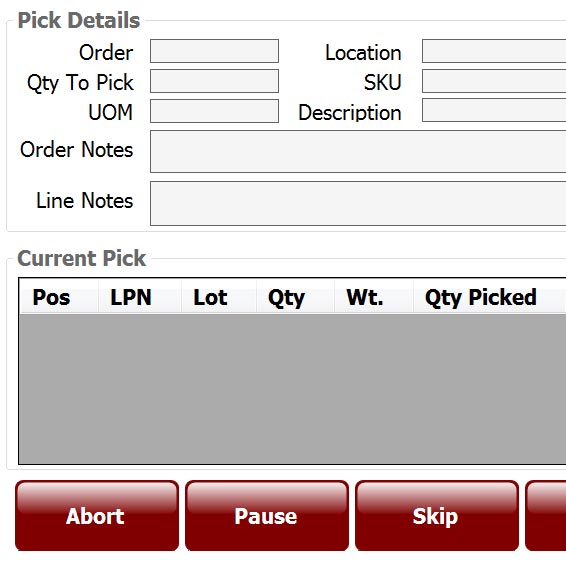 Pick Details
Order Location
Qty To Pick SKU
UOM Description
Order Notes
Line Notes
Current Pick
Pos LPN Lot Qty Wt. Qty Picked
Abort Pause Skip